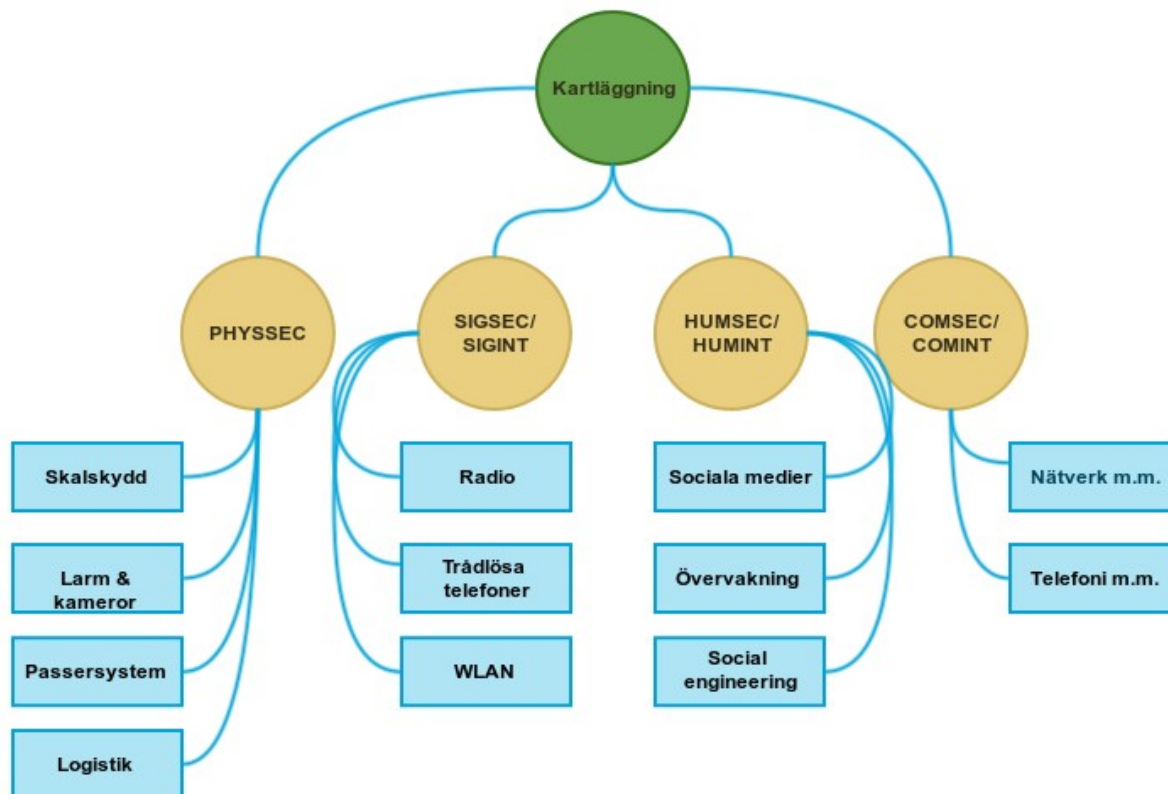 Kartläggning
PHYSSEC
SIGSEC/
SIGINT
HUMSEC/
HUMINT
COMSEC/
COMINT
Skalskydd
Radio
Sociala medier
Nätverk m.m.
Larm &
kameror
Trådlösa
telefoner
Övervakning
Telefoni m.m.
Passersystem
WLAN
Social
engineering
Logistik